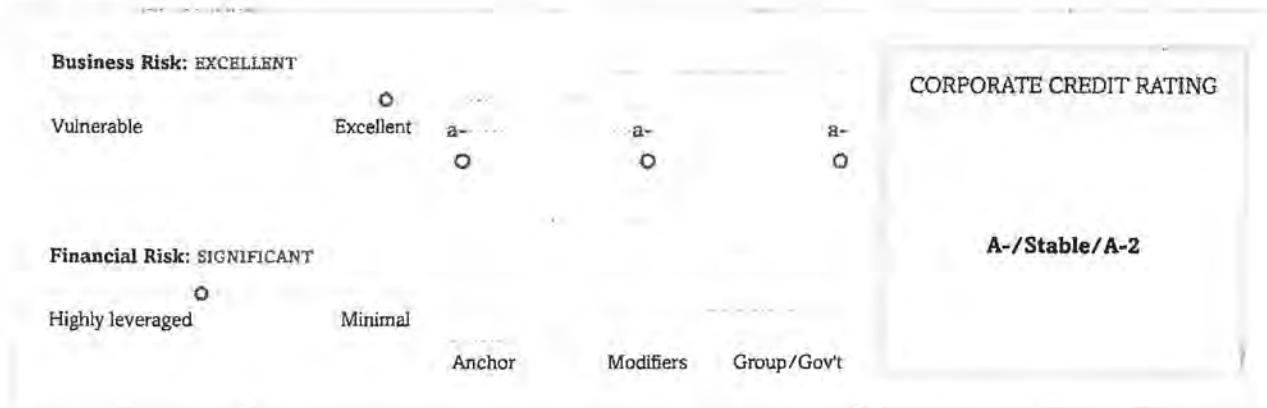 Business Risk: EXCELLENT
CORPORATE CREDIT RATING
Vulnerable Excellent a- a- a-
A-/Stable/A-2
Financial Risk: SIGNIFICANT
Highly leveraged Minimal
Anchor Modifiers Group/Gov't